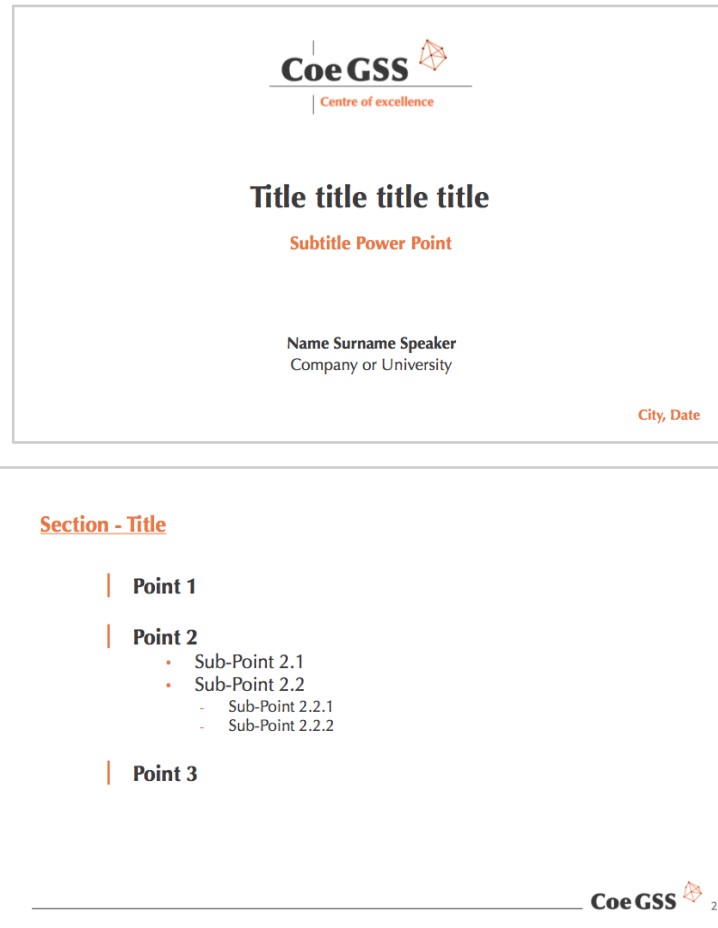 Coe GSS
Centre of excellence
Title title title title
Subtitle Power Point
Name Surname Speaker
Company or University
City, Date
Section - Title
Point 1
Point 2
• Sub-Point 2.1
• Sub-Point 2.2
- Sub-Point 2.2.1
- Sub-Point 2.2.2
Point 3
Coe GSS
2